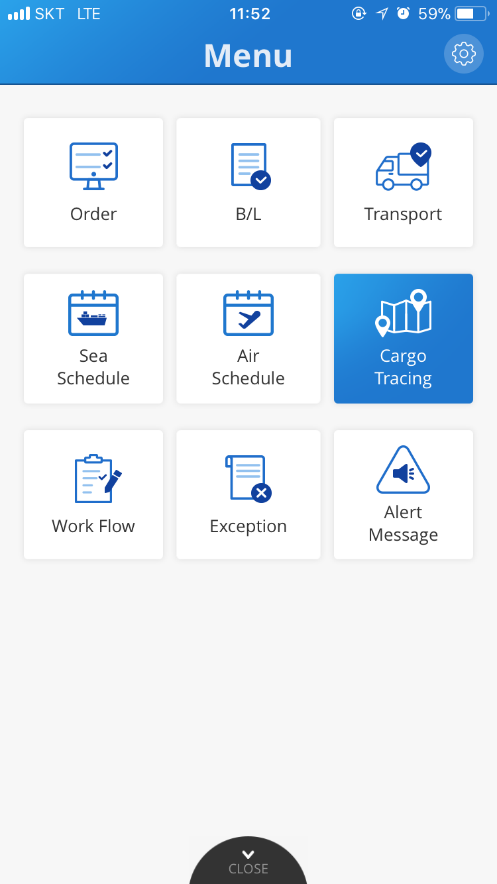 SKT LTE 11:52 59%
Menu
Order
B/L
Transport
Sea
Schedule
Air
Schedule
Cargo
Tracing
Work Flow
Exception
Alert
Message
CLOSE